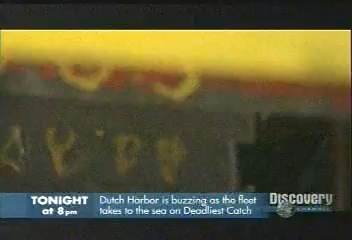 TONIGHT
at 8pm
Dutch Harbor is buzzing as the fleet
takes to the sea on Deadliest Catch
Discovery
CHANNEL